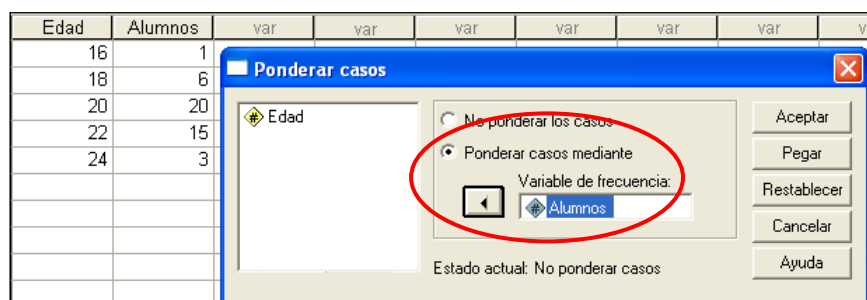 Edad Alumnos var var var var var var v
16 1
18 6
20 20
22 15
24 3
Ponderar casos
Edad
No ponderar los casos
Ponderar casos mediante
Variable de frecuencia:
Alumnos
Estado actual: No ponderar casos
Aceptar
Pegar
Restablecer
Cancelar
Ayuda